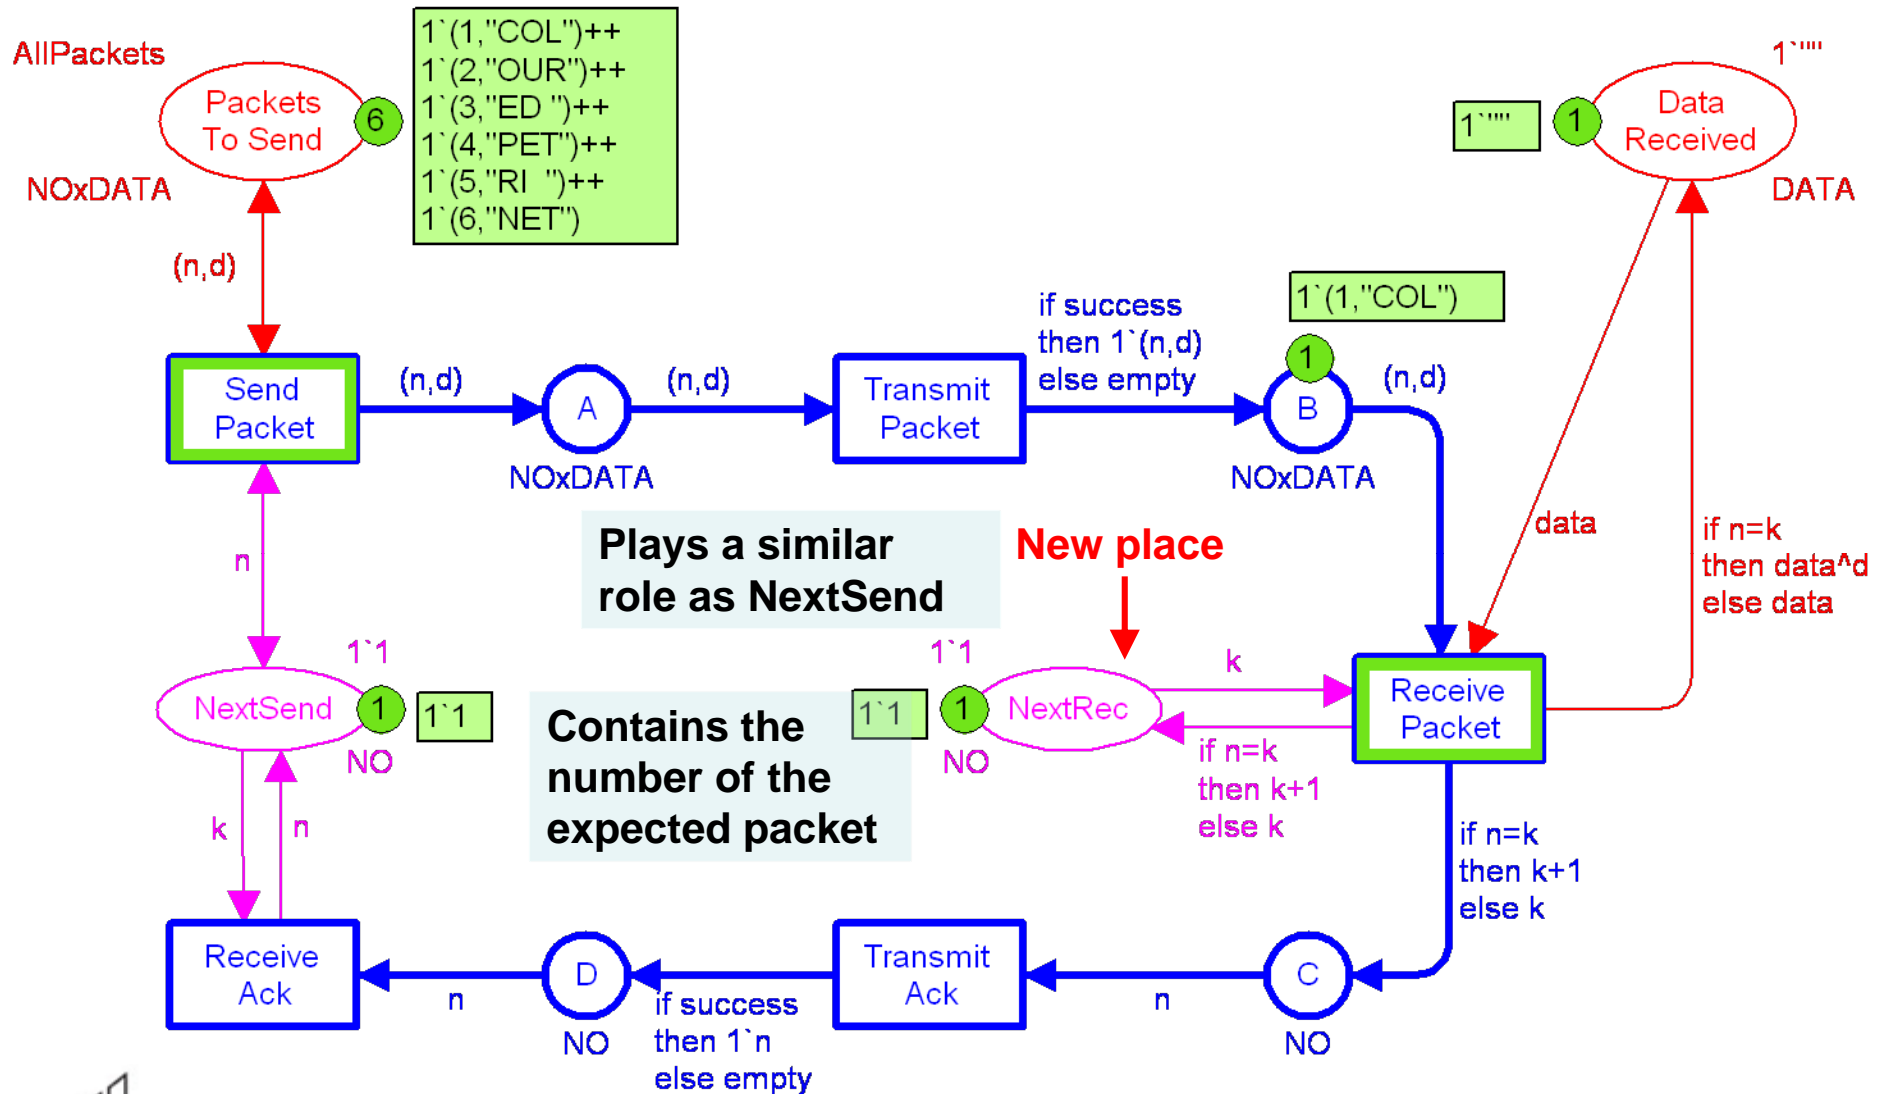 AllPackets
Packets
To Send
6
NOxDATA
1`(1,"COL")++
1`(2,"OUR")++
1`(3,"ED ")++
1`(4,"PET")++
1`(5,"RI  ")++
1`(6,"NET")
1`""
1`""
1
Data
Received
DATA
(n,d)
Send
Packet
(n,d)
A
NOxDATA
(n,d)
Transmit
Packet
if success
then 1`(n,d)
else empty
1`(1,"COL")
1
B
NOxDATA
(n,d)
data
if n=k
then data^d
else data
n
Plays a similar
role as NextSend
New place
1`1
NextSend
1
1`1
NO
Contains the
number of the
expected packet
1`1
1`1
1
NextRec
NO
k
if n=k
then k+1
else k
Receive
Packet
k
n
if n=k
then k+1
else k
Receive
Ack
n
D
NO
if success
then 1`n
else empty
Transmit
Ack
n
C
NO